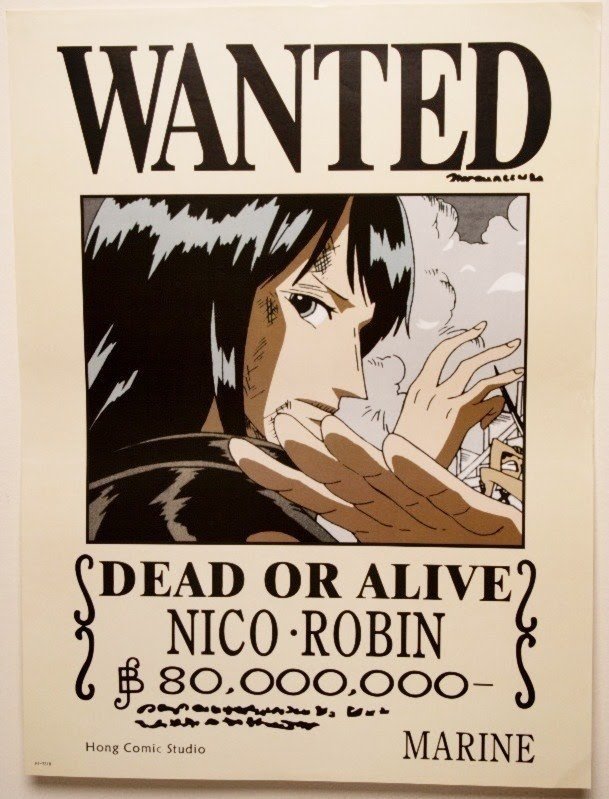 WANTED
DEAD OR ALIVE
NICO·ROBIN
฿80,000,000-
Hong Comic Studio
MARINE